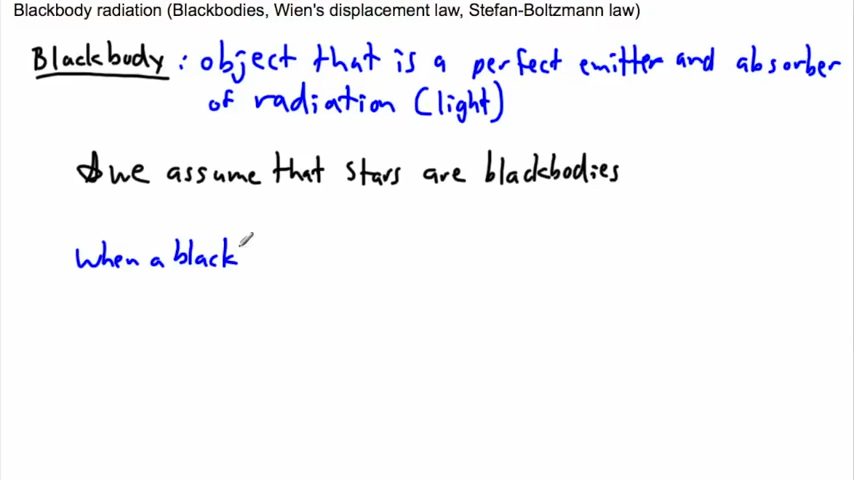 Blackbody radiation (Blackbodies, Wien's displacement law, Stefan-Boltzmann law)
Blackbody : object that is a perfect emitter and absorber
of radiation (light)
we assume that stars are blackbodies
when a black